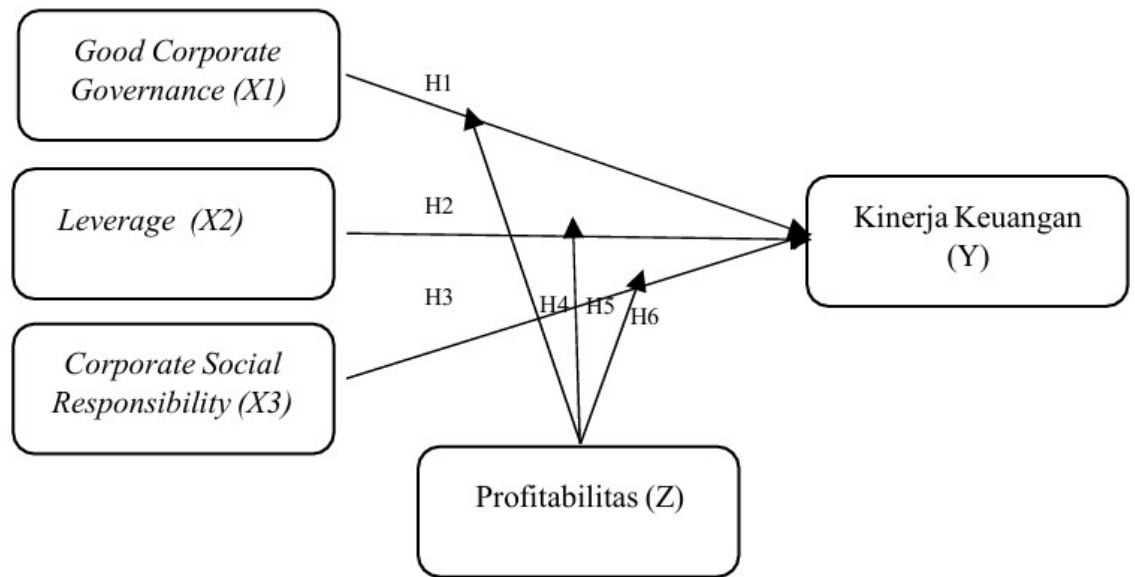 Good Corporate
Governance (X1)
H1
Leverage  (X2)
H2
Kinerja Keuangan
(Y)
H3
H4
H5
H6
Corporate Social
Responsibility (X3)
Profitabilitas (Z)